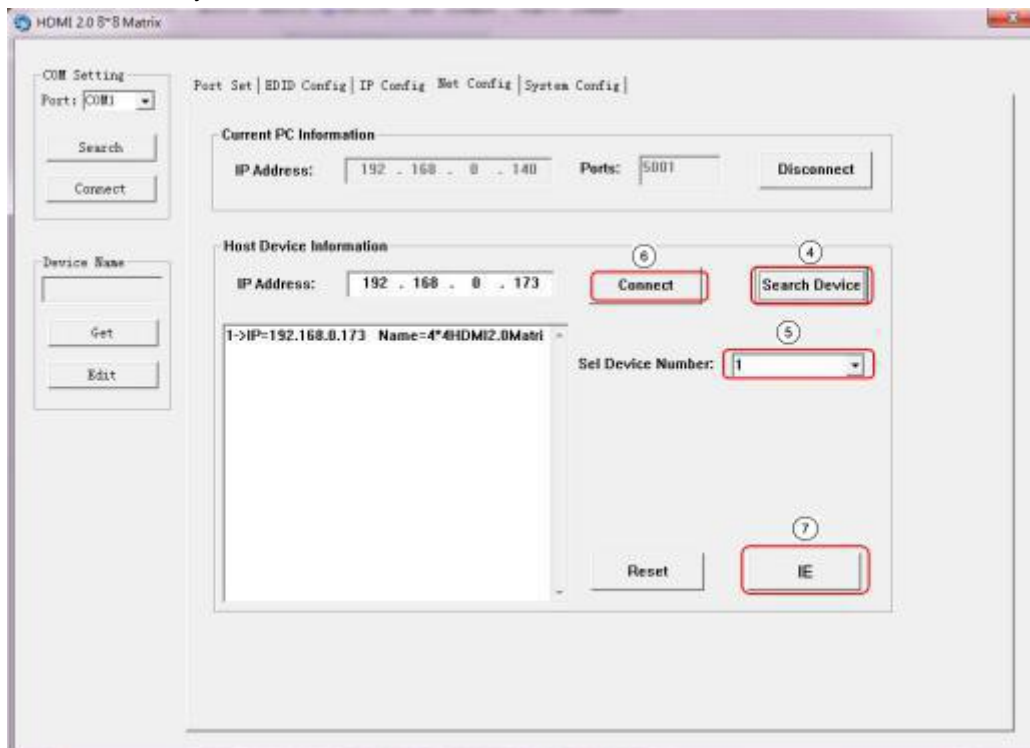 HDMI 2.0 8*8 Matrix
COM Setting
Port: COM1
Search
Connect
Device Name
Get
Edit
Port Set | EDID Config | IP Config Net Config | System Config |
Current PC Information
IP Address: 192 . 168 . 0 . 140 Ports: 5001 Disconnect
Host Device Information
6 4
IP Address: 192 . 168 . 0 . 173 Connect Search Device
5
1->IP=192.168.0.173 Name=4*4HDMI2.0Matri
Sel Device Number: 1
7
Reset IE